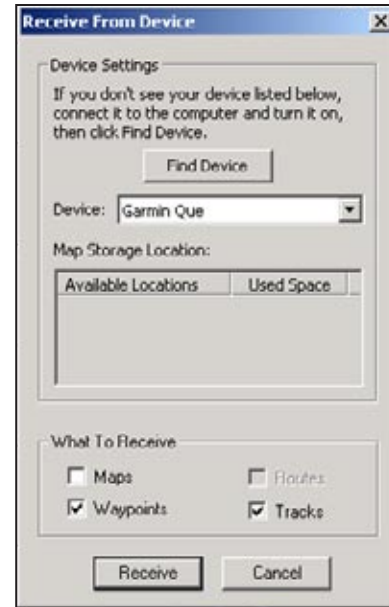 Receive From Device
Device Settings
If you don't see your device listed below,
connect it to the computer and turn it on,
then click Find Device.
Find Device
Device: Garmin Que
Map Storage Location:
Available Locations Used Space
What To Receive
Maps Routes
Waypoints Tracks
Receive Cancel